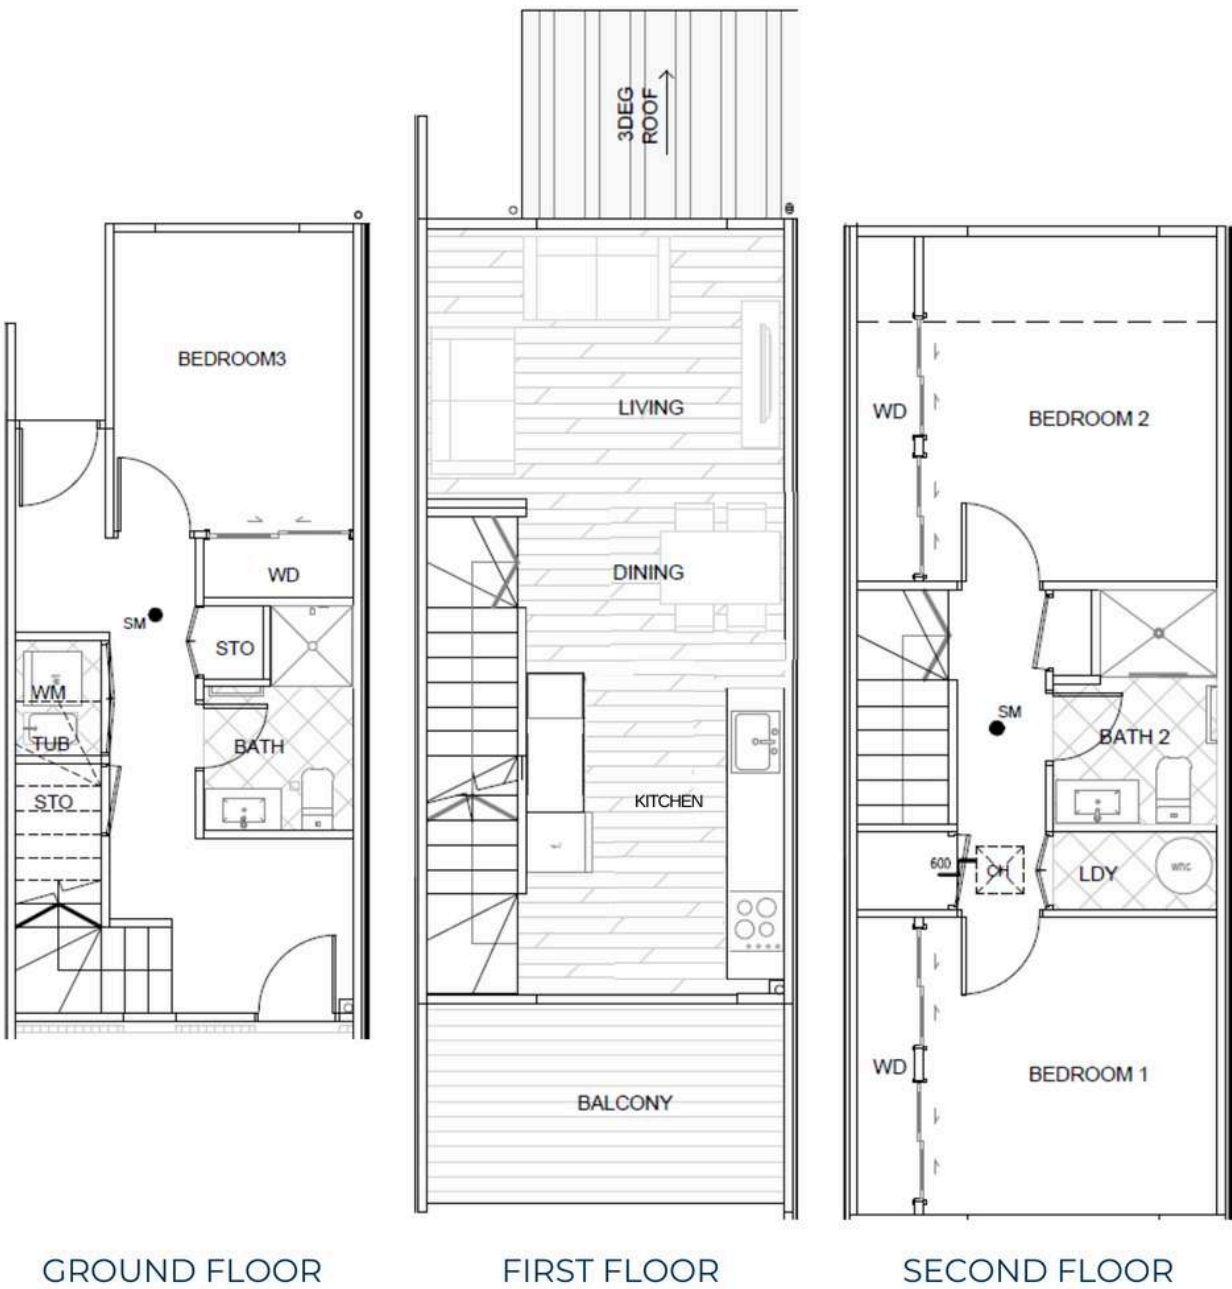 3DEG
ROOF
BEDROOM3
WD
SM
STO
WM
TUB
BATH
STO
LIVING
DINING
KITCHEN
BALCONY
WD
BEDROOM 2
SM
BATH 2
600
CH
LDY
WD
BEDROOM 1
GROUND FLOOR
FIRST FLOOR
SECOND FLOOR